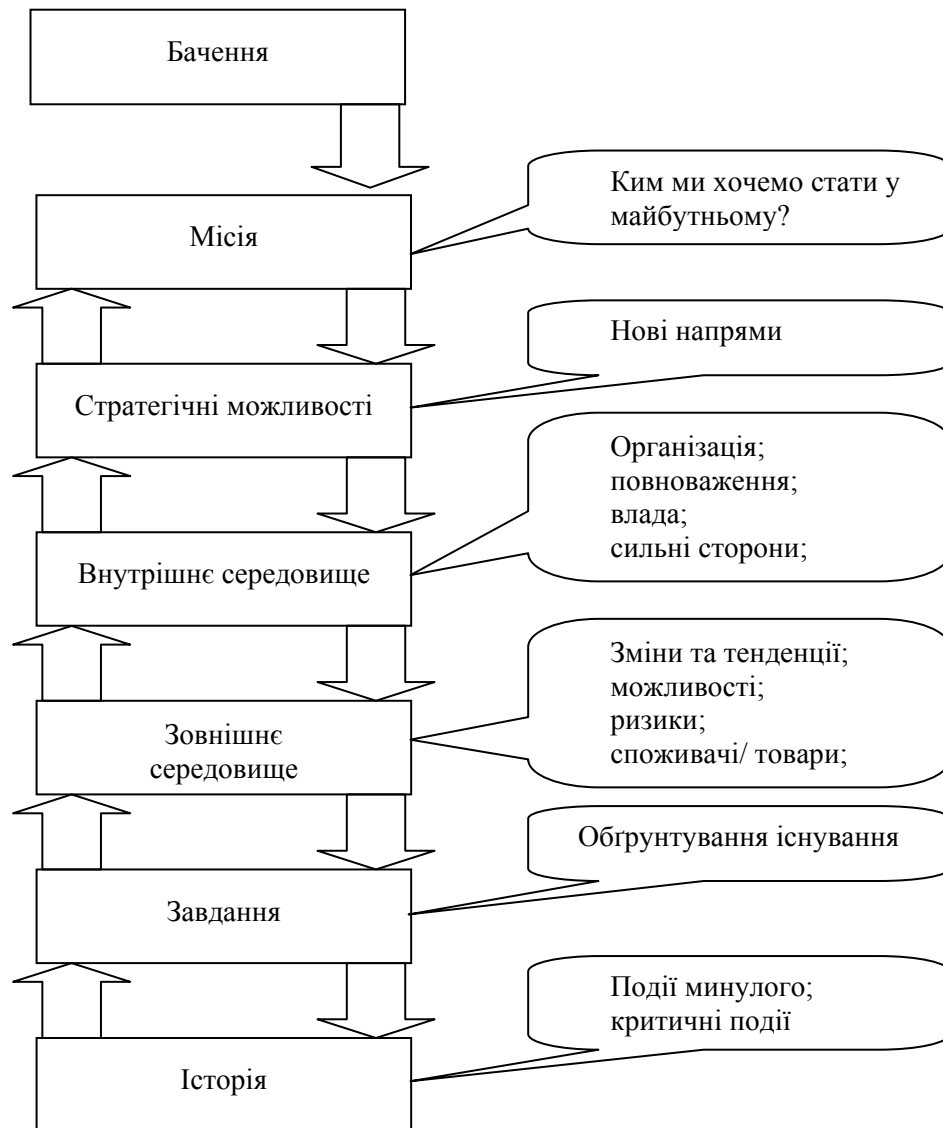 Бачення
Ким ми хочемо стати у
майбутньому?
Місія
Нові напрями
Стратегічні можливості
Організація;
повноваження;
влада;
сильні сторони;
Внутрішнє середовище
Зміни та тенденції;
можливості;
ризики;
споживачі/ товари;
Зовнішнє
середовище
Обґрунтування існування
Завдання
Події минулого;
критичні події
Історія